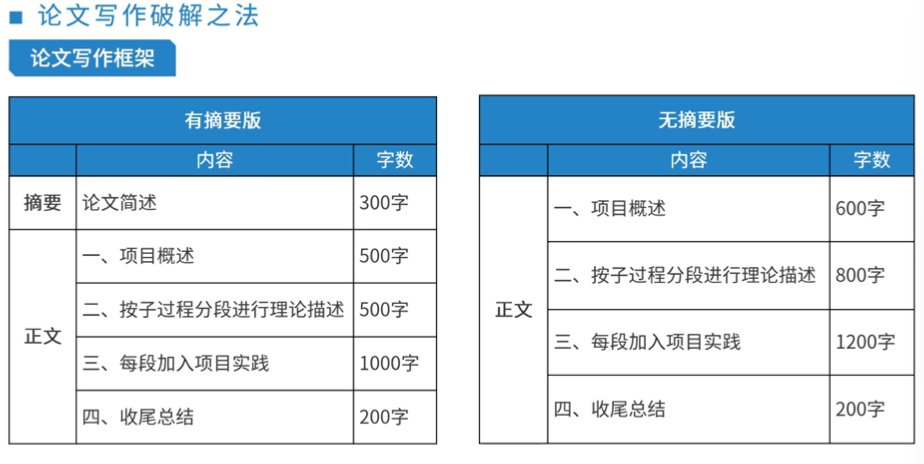 论文写作破解之法
论文写作框架
有摘要版
内容 字数
摘要 论文简述 300字
正文
一、项目概述 500字
二、按子过程分段进行理论描述 500字
三、每段加入项目实践 1000字
四、收尾总结 200字
无摘要版
内容 字数
正文
一、项目概述 600字
二、按子过程分段进行理论描述 800字
三、每段加入项目实践 1200字
四、收尾总结 200字